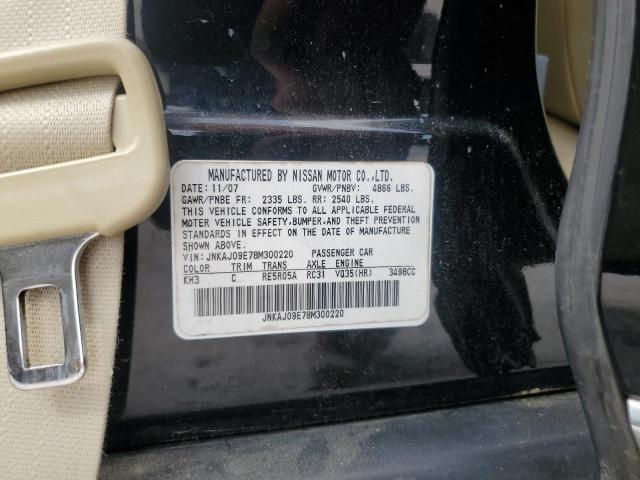 MANUFACTURED BY NISSAN MOTOR CO.,LTD.
DATE: 11/07 GVWR/PNBV: 4866 LBS.
GAWR/PNBE FR: 2335 LBS. RR: 2540 LBS.
THIS VEHICLE CONFORMS TO ALL APPLICABLE FEDERAL
MOTOR VEHICLE SAFETY,BUMPER,AND THEFT PREVENTION
STANDARDS IN EFFECT ON THE DATE OF MANUFACTURE
SHOWN ABOVE.
VIN: JNKAJ09E78M300220 PASSENGER CAR
COLOR TRIM TRANS AXLE ENGINE
KH3 C RE5R05A RC31 VQ35(HR) 3498CC
JNKAJ09E78M300220